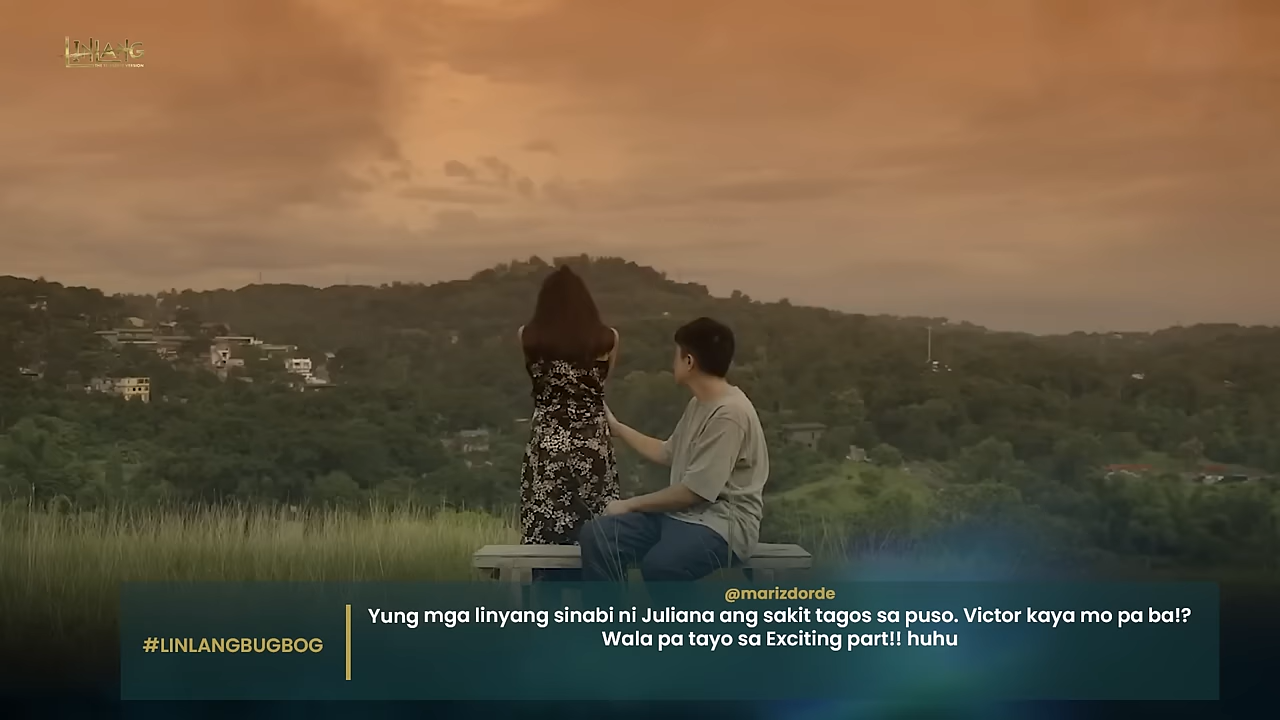 LINLANG
@marizdorde
Yung mga linyang sinabi ni Juliana ang sakit tagos sa puso. Victor kaya mo pa ba!?
#LINLANGBUGBOG
Wala pa tayo sa Exciting part!! huhu